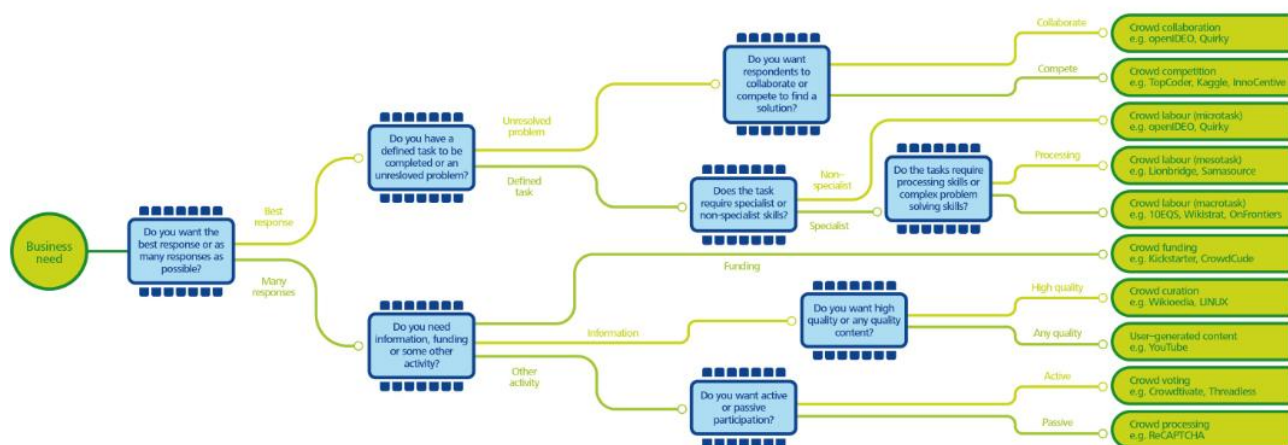 Business
need
Do you want the
best response or as
many responses as
possible?
Best
response
Many
responses
Do you have a
defined task to be
completed or an
unresloved problem?
Unresolved
problem
Defined
task
Do you want
respondents to
collaborate or
compete to find a
solution?
Collaborate
Compete
Does the task
require specialist or
non-specialist skills?
Non-
specialist
Specialist
Do the tasks require
processing skills or
complex problem
solving skills?
Processing
Do you need
information, funding
or some other
activity?
Funding
Information
Other
activity
Do you want high
quality or any quality
content?
High quality
Any quality
Do you want active
or passive
participation?
Active
Passive
Crowd collaboration
e.g. openIDEO, Quirky
Crowd competition
e.g. TopCoder, Kaggle, InnoCentive
Crowd labour (microtask)
e.g. openIDEO, Quirky
Crowd labour (mesotask)
e.g. Lionbridge, Samasource
Crowd labour (macrotask)
e.g. 10EQS, Wikistrat, OnFrontiers
Crowd funding
e.g. Kickstarter, CrowdCude
Crowd curation
e.g. Wikioedia, LINUX
User-generated content
e.g. YouTube
Crowd voting
e.g. Crowdtivate, Threadless
Crowd processing
e.g. ReCAPTCHA